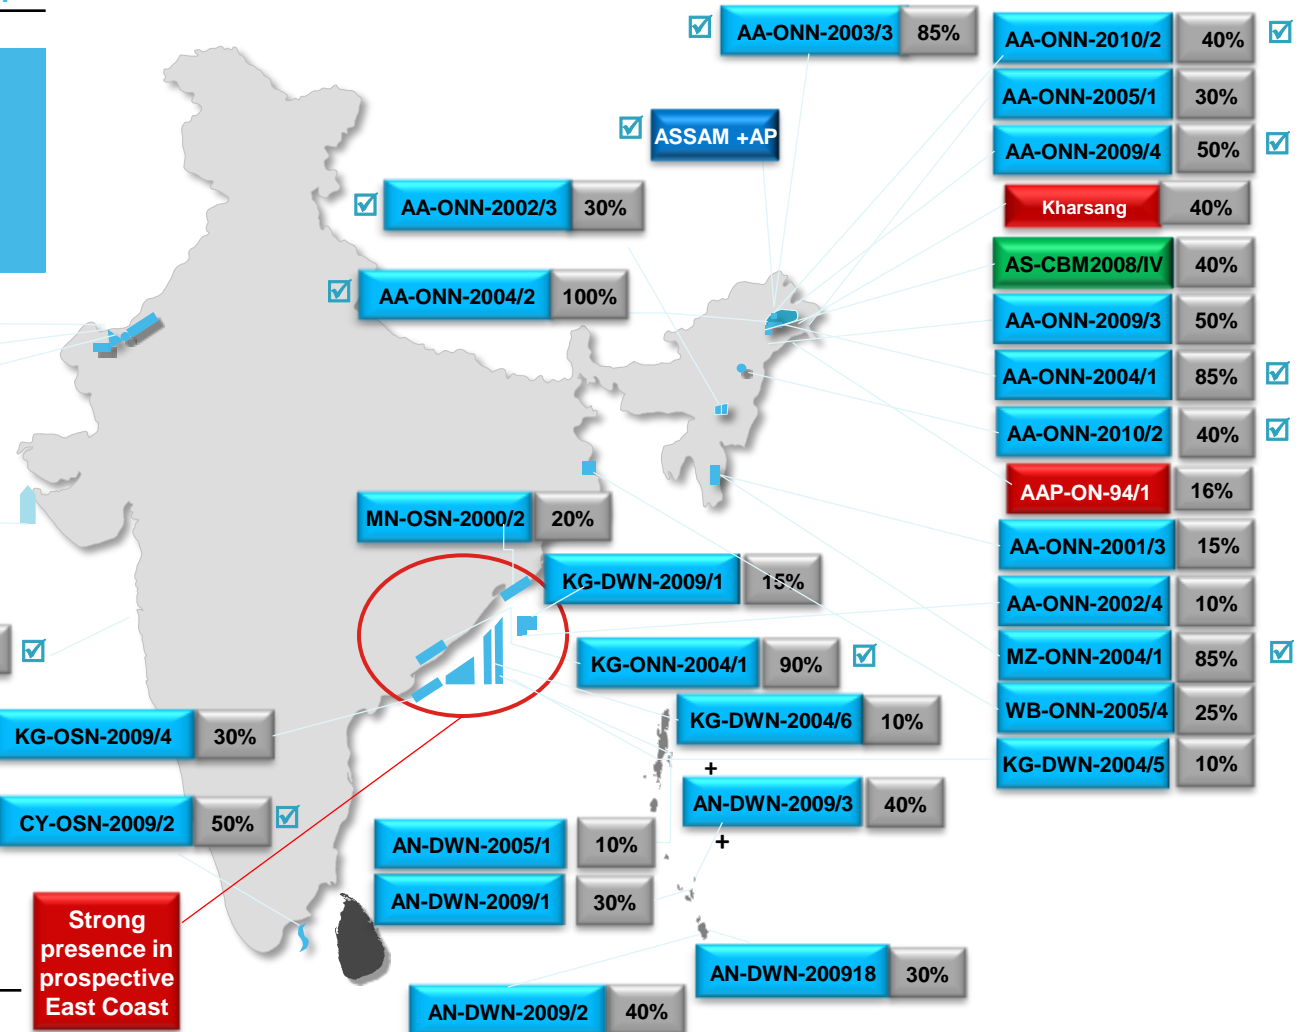 AA-ONN-2003/3 85%
AA-ONN-2010/2 40%
AA-ONN-2005/1 30%
ASSAM +AP
AA-ONN-2009/4 50%
AA-ONN-2002/3 30%
Kharsang 40%
AS-CBM2008/IV 40%
AA-ONN-2004/2 100%
AA-ONN-2009/3 50%
AA-ONN-2004/1 85%
AA-ONN-2010/2 40%
AAP-ON-94/1 16%
MN-OSN-2000/2 20%
AA-ONN-2001/3 15%
KG-DWN-2009/1 15%
AA-ONN-2002/4 10%
KG-ONN-2004/1 90%
MZ-ONN-2004/1 85%
WB-ONN-2005/4 25%
KG-DWN-2004/6 10%
KG-OSN-2009/4 30%
KG-DWN-2004/5 10%
+
AN-DWN-2009/3 40%
CY-OSN-2009/2 50%
+
AN-DWN-2005/1 10%
AN-DWN-2009/1 30%
Strong
presence in
prospective
East Coast
AN-DWN-200918 30%
AN-DWN-2009/2 40%